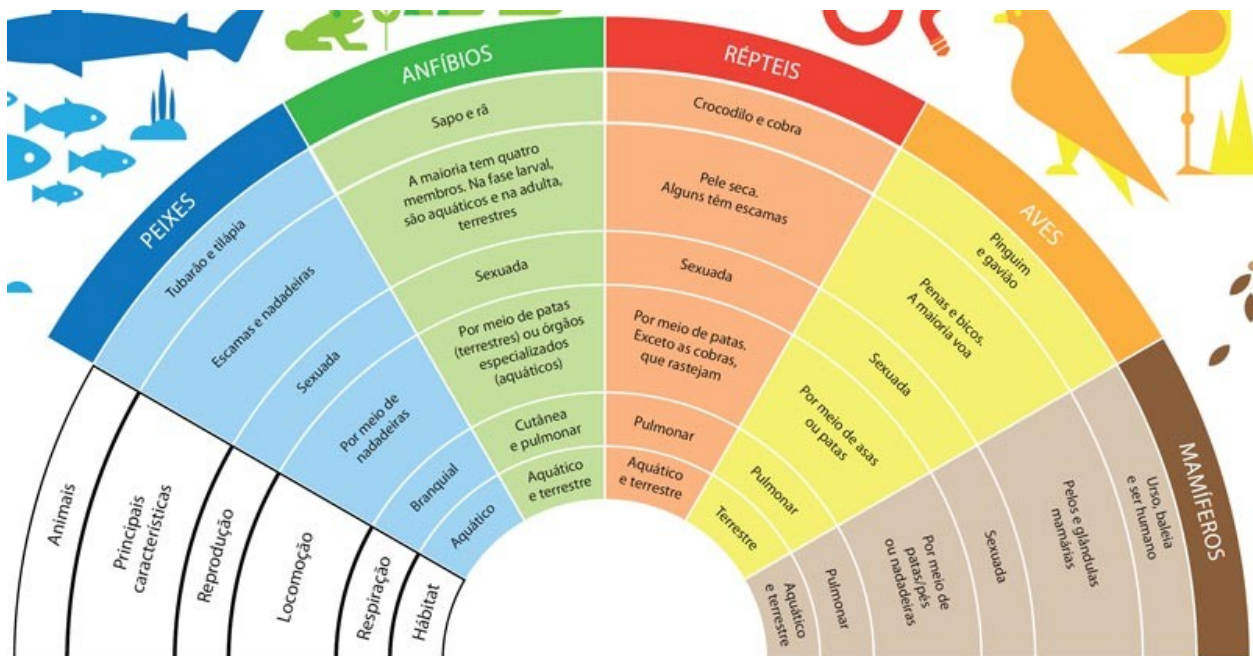 Animais
Principais
características
Reprodução
Locomoção
Respiração
Hábitat
PEIXES
Tubarão e tilápia
Escamas e nadadeiras
Sexuada
Por meio de
nadadeiras
Branquial
Aquático
ANFÍBIOS
Sapo e rã
A maioria tem quatro
membros. Na fase larval,
são aquáticos e na adulta,
terrestres
Sexuada
Por meio de patas
(terrestres) ou órgãos
especializados
(aquáticos)
Cutânea
e pulmonar
Aquático
e terrestre
RÉPTEIS
Crocodilo e cobra
Pele seca.
Alguns têm escamas
Sexuada
Por meio de patas.
Exceto as cobras,
que rastejam
Pulmonar
Aquático
e terrestre
AVES
Pinguim
e gavião
Penas e bicos.
A maioria voa
Sexuada
Por meio de asas
ou patas
Pulmonar
Terrestre
MAMÍFEROS
Urso, baleia
e ser humano
Pelos e glândulas
mamárias
Sexuada
Por meio de
patas/pés
ou nadadeiras
Pulmonar
Aquático
e terrestre